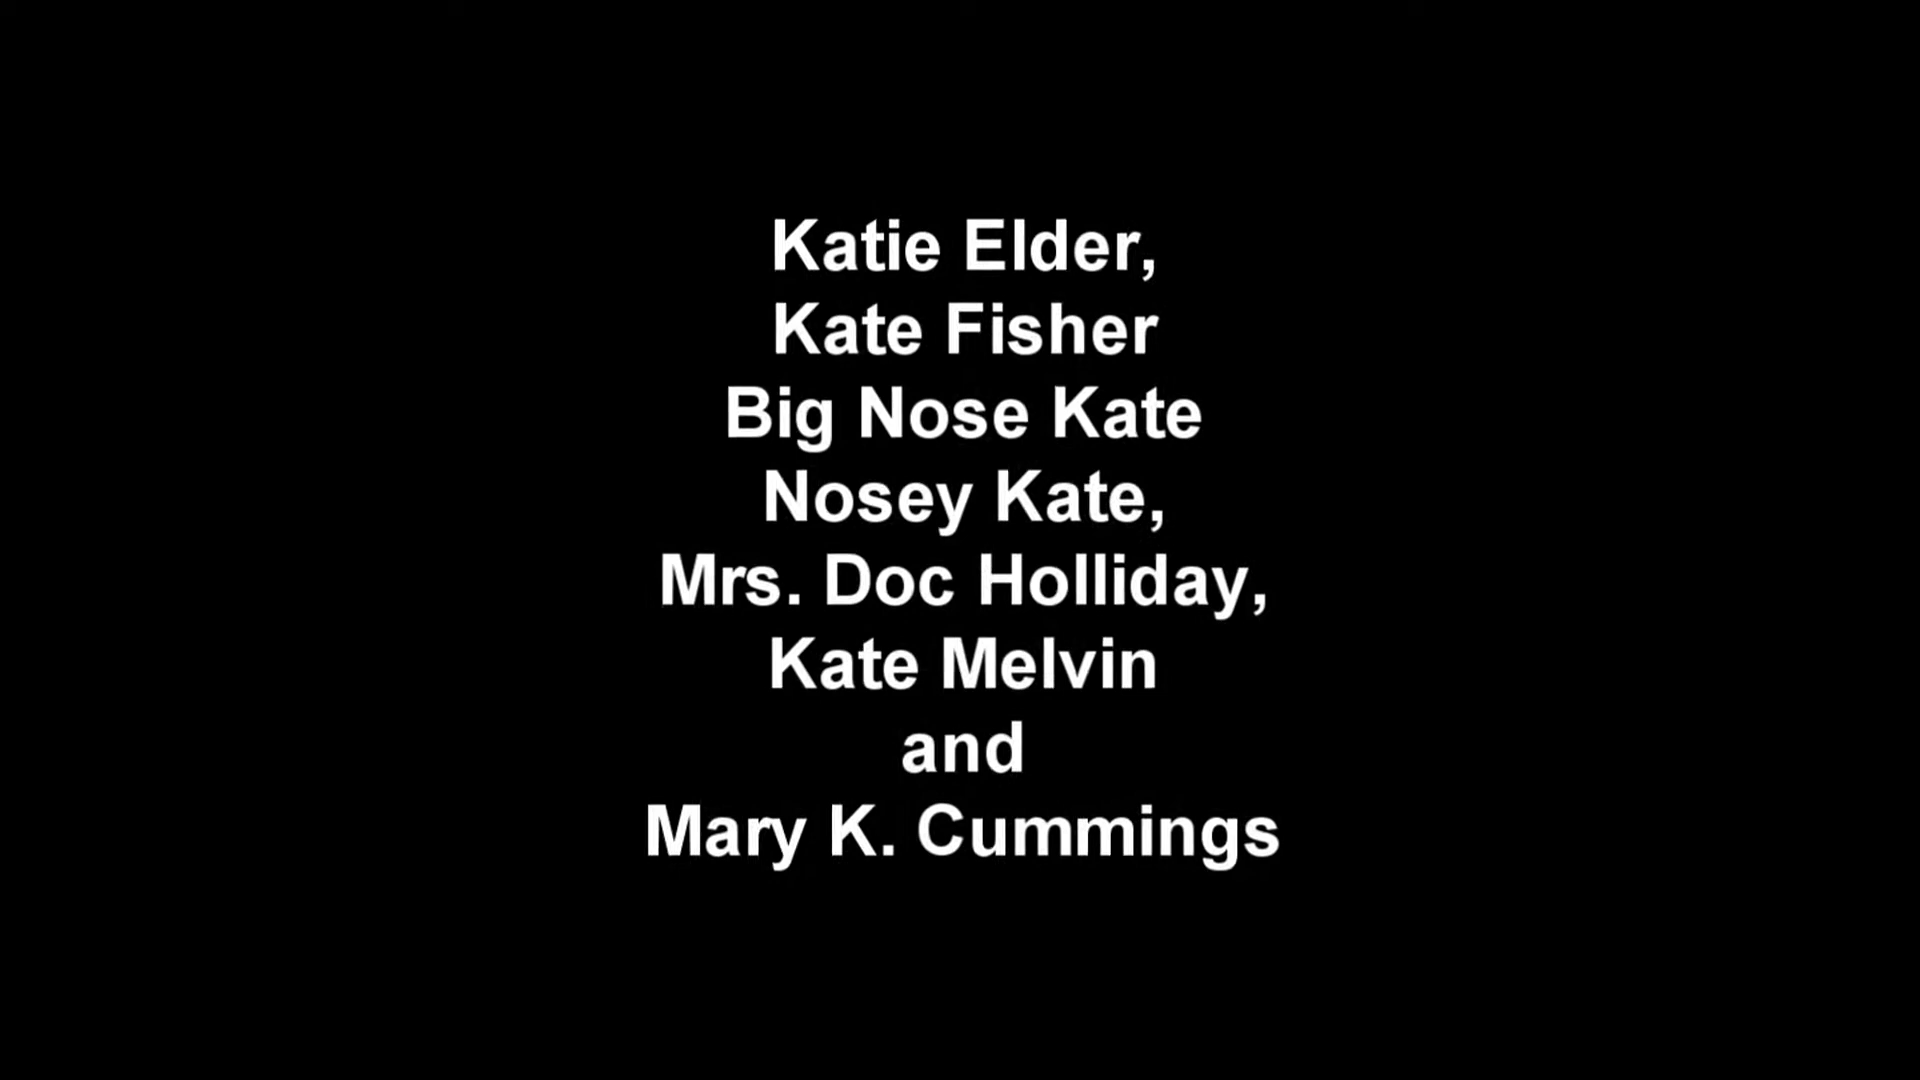 Katie Elder,
Kate Fisher
Big Nose Kate
Nosey Kate,
Mrs. Doc Holliday,
Kate Melvin
and
Mary K. Cummings